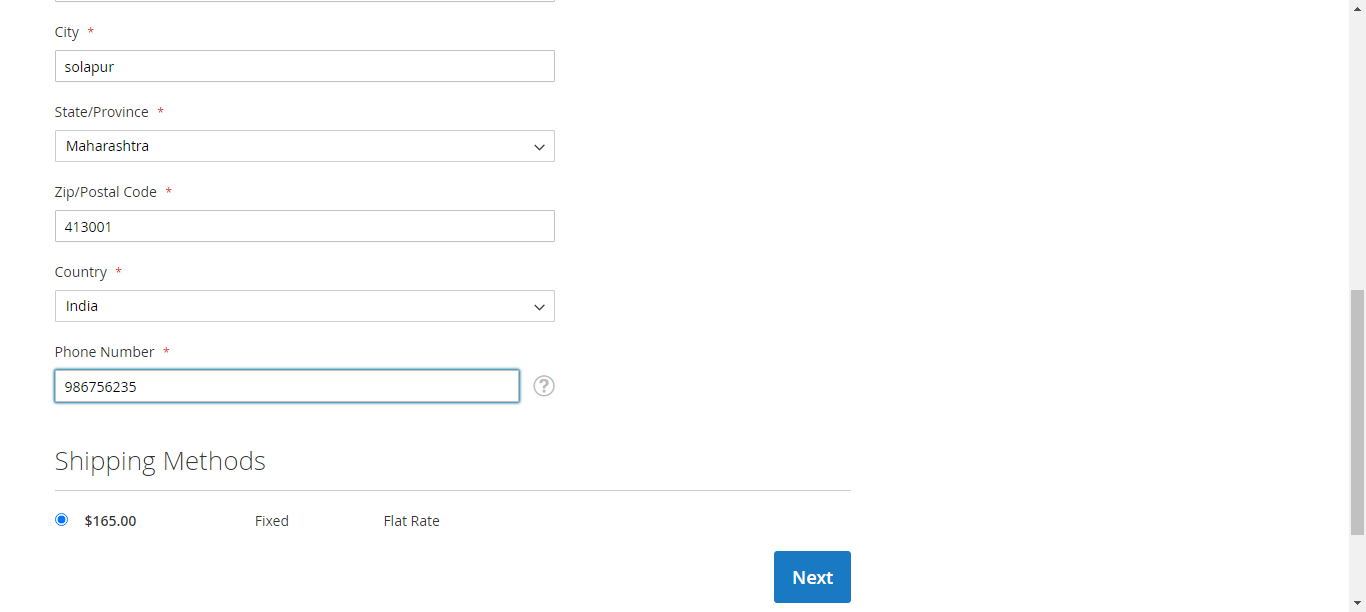 City *
solapur
State/Province *
Maharashtra
Zip/Postal Code *
413001
Country *
India
Phone Number *
986756235 ?
Shipping Methods
$165.00 Fixed Flat Rate
Next